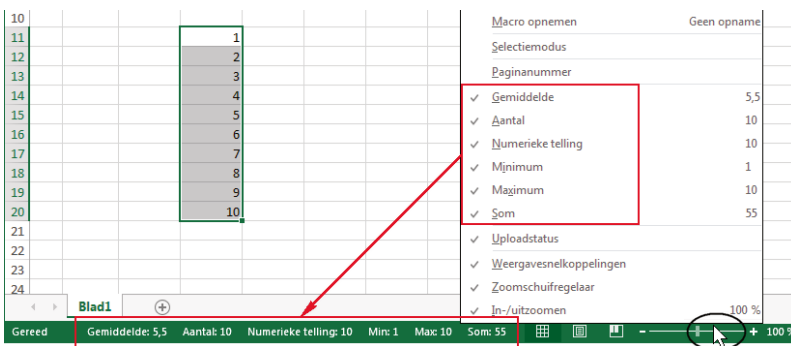 10
11 1 Macro opnemen Geen opname
12 2 Selectiemodus
13 3 Paginanummer
14 4 Gemiddelde 5,5
15 5 Aantal 10
16 6 Numerieke telling 10
17 7 Minimum 1
18 8 Maximum 10
19 9 Som 55
20 10 Uploadstatus
21 Weergavesnelkoppelingen
22 Zoomschuifregelaar
23 In-/uitzoomen 100 %
24
Blad1
Gereed Gemiddelde: 5,5 Aantal: 10 Numerieke telling: 10 Min: 1 Max: 10 Som: 55 - + 100 %